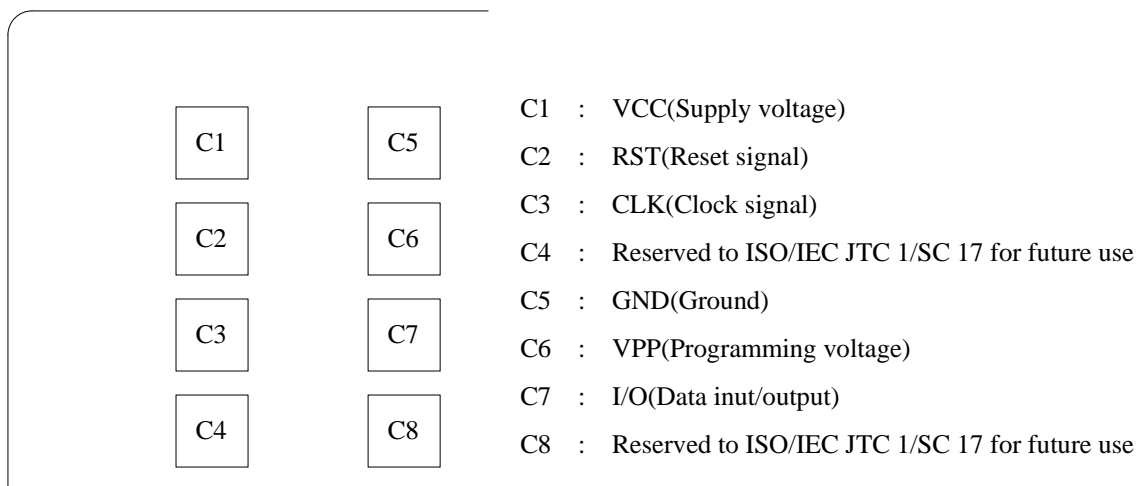 C1 C5 C1 : VCC(Supply voltage)
C2 C6 C2 : RST(Reset signal)
C3 C7 C3 : CLK(Clock signal)
C4 C8 C4 : Reserved to ISO/IEC JTC 1/SC 17 for future use
C5 : GND(Ground)
C6 : VPP(Programming voltage)
C7 : I/O(Data inut/output)
C8 : Reserved to ISO/IEC JTC 1/SC 17 for future use